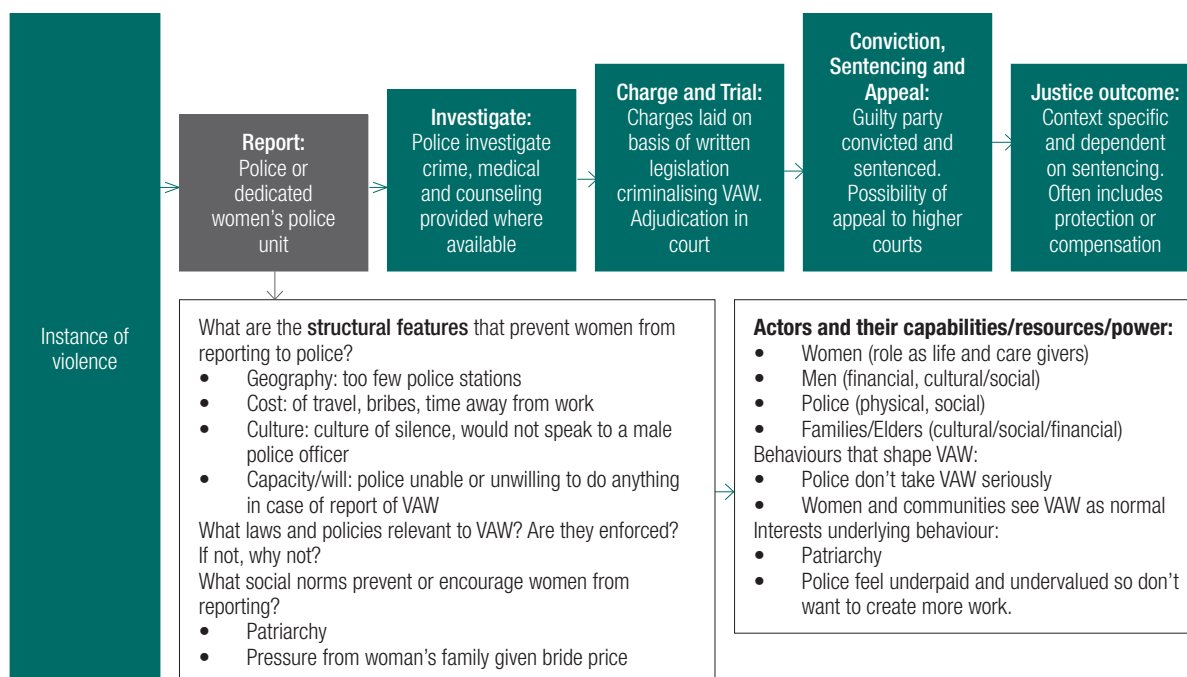 Instance of
violence
Report:
Police or
dedicated
women's police
unit
Investigate:
Police investigate
crime, medical
and counseling
provided where
available
Charge and Trial:
Charges laid on
basis of written
legislation
criminalising VAW.
Adjudication in
court
Conviction,
Sentencing and
Appeal:
Guilty party
convicted and
sentenced.
Possibility of
appeal to higher
courts
Justice outcome:
Context specific
and dependent
on sentencing.
Often includes
protection or
compensation
What are the structural features that prevent women from
reporting to police?
• Geography: too few police stations
• Cost: of travel, bribes, time away from work
• Culture: culture of silence, would not speak to a male
police officer
• Capacity/will: police unable or unwilling to do anything
in case of report of VAW
What laws and policies relevant to VAW? Are they enforced?
If not, why not?
What social norms prevent or encourage women from
reporting?
• Patriarchy
• Pressure from woman's family given bride price
Actors and their capabilities/resources/power:
• Women (role as life and care givers)
• Men (financial, cultural/social)
• Police (physical, social)
• Families/Elders (cultural/social/financial)
Behaviours that shape VAW:
• Police don't take VAW seriously
• Women and communities see VAW as normal
Interests underlying behaviour:
• Patriarchy
• Police feel underpaid and undervalued so don't
want to create more work.